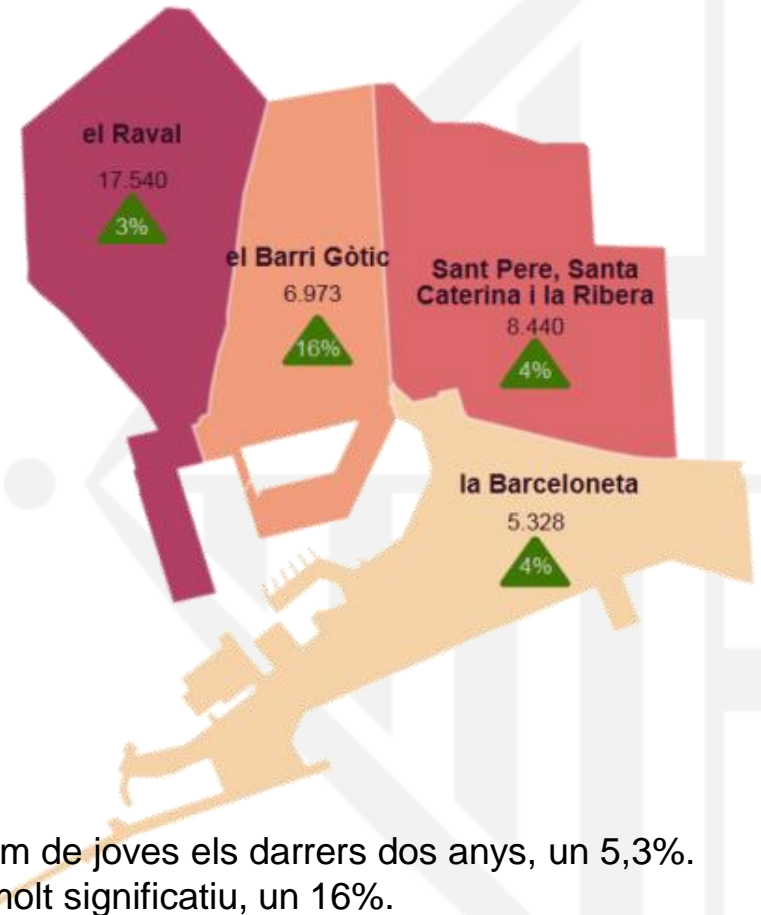 el Raval
17.540
3%
el Barri Gòtic
6.973
16%
Sant Pere, Santa
Caterina i la Ribera
8.440
4%
la Barceloneta
5.328
4%
de joves els darrers dos anys, un 5,3%.
molt significatiu, un 16%.